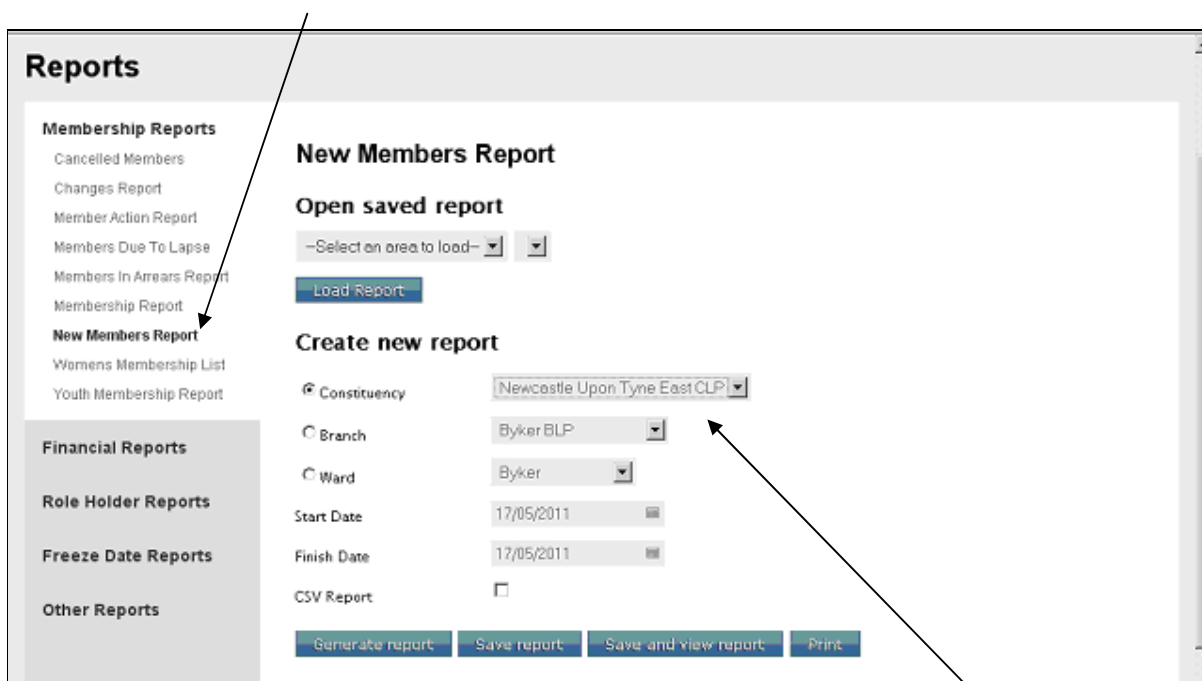 Reports
Membership Reports
Cancelled Members
Changes Report
Member Action Report
Members Due To Lapse
Members In Arrears Report
Membership Report
New Members Report
Womens Membership List
Youth Membership Report
Financial Reports
Role Holder Reports
Freeze Date Reports
Other Reports
New Members Report
Open saved report
--Select an area to load--
Load Report
Create new report
Constituency Newcastle Upon Tyne East CLP
Branch Byker BLP
Ward Byker
Start Date 17/05/2011
Finish Date 17/05/2011
CSV Report
Generate report Save report Save and view report Print